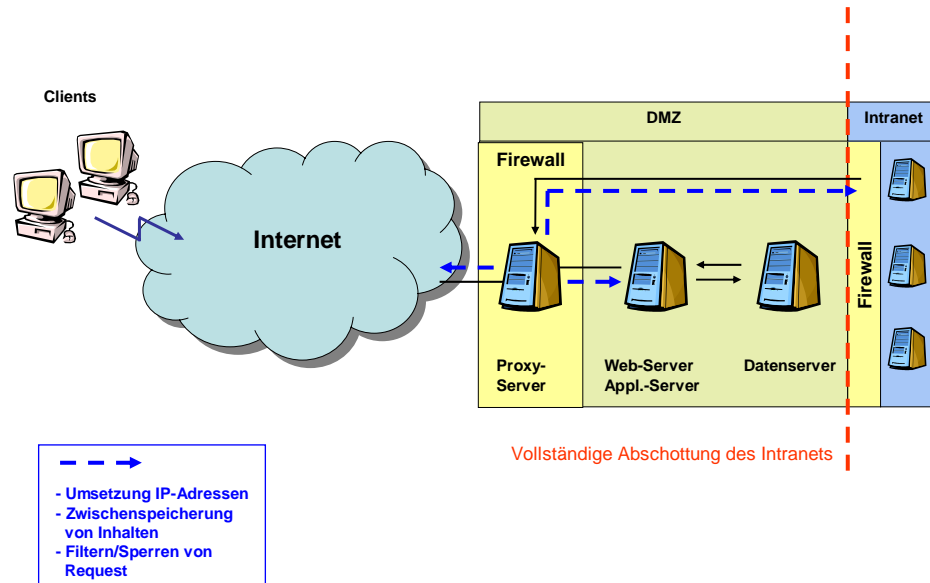 Clients
DMZ
Intranet
Firewall
Internet
Firewall
Proxy-
Server
Web-Server
Appl.-Server
Datenserver
Vollständige Abschottung des Intranets
- Umsetzung IP-Adressen
- Zwischenspeicherung
von Inhalten
- Filtern/Sperren von
Request